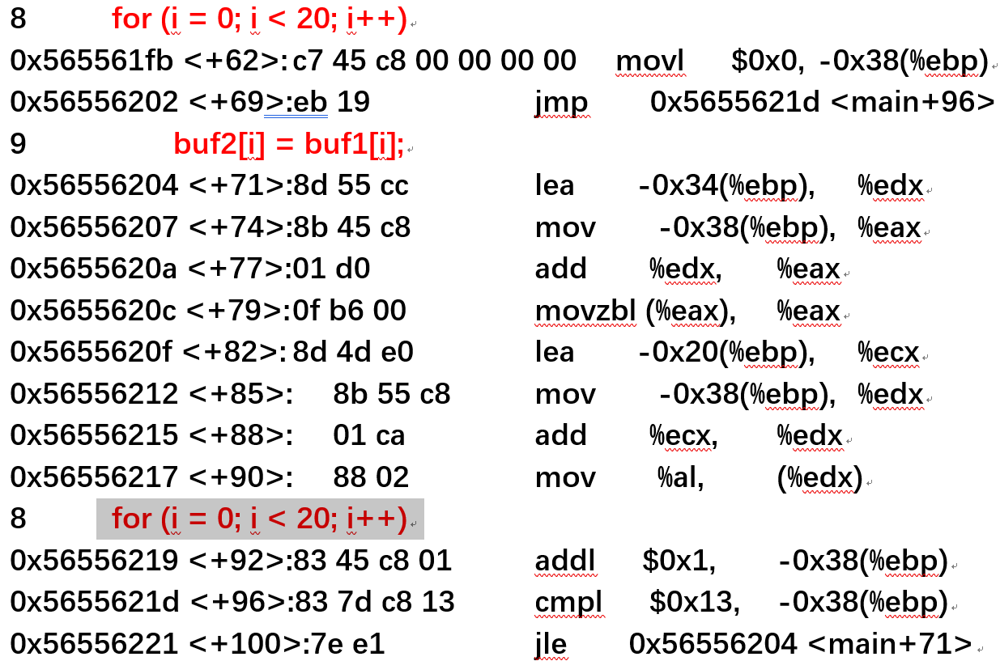 8 for (i = 0; i < 20; i++)
0x565561fb <+62>: c7 45 c8 00 00 00 00 movl $0x0, -0x38(%ebp)
0x56556202 <+69>:eb 19 jmp 0x5655621d <main+96>
9 buf2[i] = buf1[i];
0x56556204 <+71>:8d 55 cc lea -0x34(%ebp), %edx
0x56556207 <+74>:8b 45 c8 mov -0x38(%ebp), %eax
0x5655620a <+77>:01 d0 add %edx, %eax
0x5655620c <+79>:0f b6 00 movzbl (%eax), %eax
0x5655620f <+82>: 8d 4d e0 lea -0x20(%ebp), %ecx
0x56556212 <+85>: 8b 55 c8 mov -0x38(%ebp), %edx
0x56556215 <+88>: 01 ca add %ecx, %edx
0x56556217 <+90>: 88 02 mov %al, (%edx)
8 for (i = 0; i < 20; i++)
0x56556219 <+92>:83 45 c8 01 addl $0x1, -0x38(%ebp)
0x5655621d <+96>:83 7d c8 13 cmpl $0x13, -0x38(%ebp)
0x56556221 <+100>:7e e1 jle 0x56556204 <main+71>